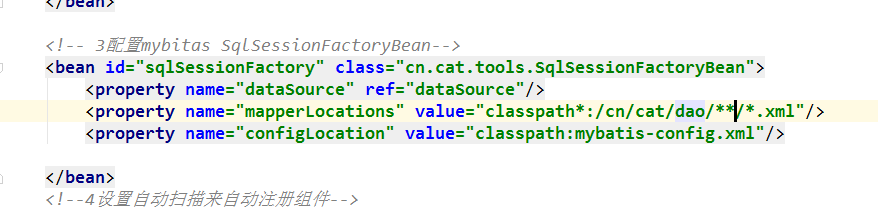 </bean>
<!-- 3配置mybitas SqlSessionFactoryBean-->
<bean id="sqlSessionFactory" class="cn.cat.tools.SqlSessionFactoryBean">
<property name="dataSource" ref="dataSource"/>
<property name="mapperLocations" value="classpath*:/cn/cat/dao/**/*.xml"/>
<property name="configLocation" value="classpath:mybatis-config.xml"/>
</bean>
<!--4设置自动扫描来自动注册组件-->